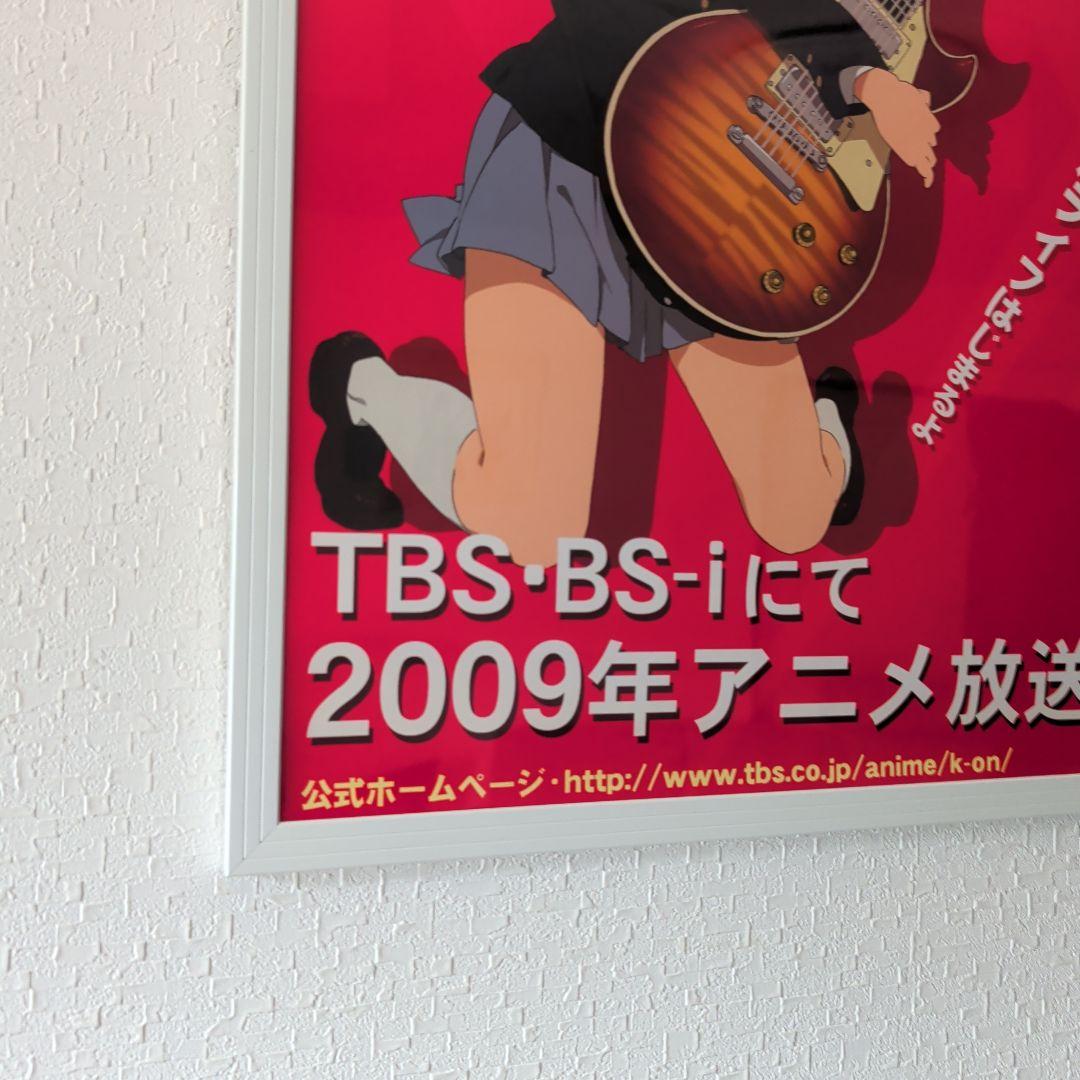 TBS・BS-iにて
2009年アニメ放送
公式ホームページ・http://www.tbs.co.jp/anime/k-on/
ライブはじまるよ